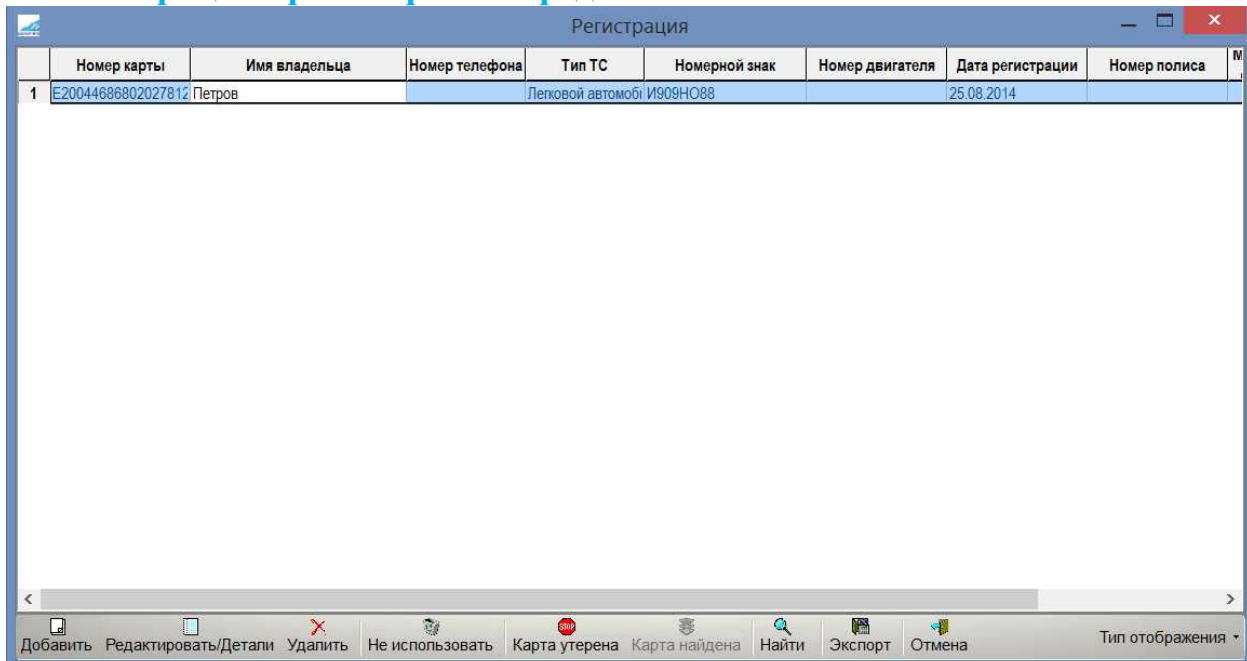 Регистрация
Номер карты Имя владельца Номер телефона Тип ТС Номерной знак Номер двигателя Дата регистрации Номер полиса
1 E20044686802027812 Петров Легковой автомоби И909НО88 25.08.2014
Добавить Редактировать/Детали Удалить Не использовать Карта утерена Карта найдена Найти Экспорт Отмена Тип отображения